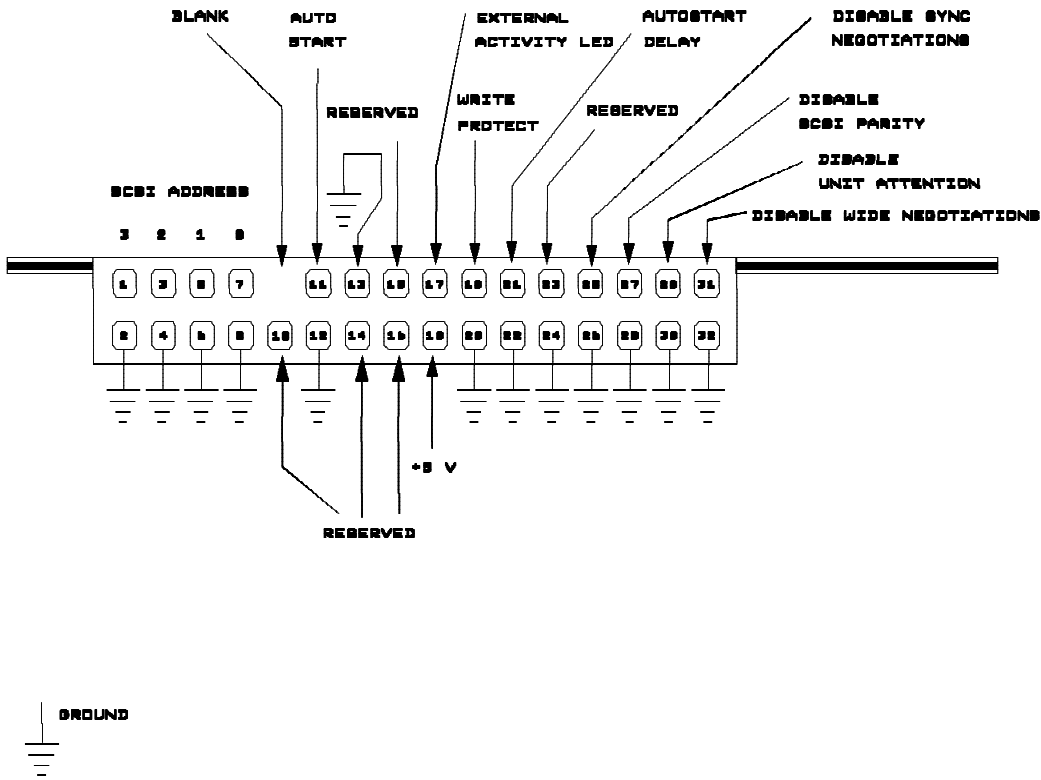 BLANK
AUTO
START
EXTERNAL
ACTIVITY LED
AUTOSTART
DELAY
DISABLE SYNC
NEGOTIATIONS
RESERVED
WRITE
PROTECT
RESERVED
DISABLE
SCSI PARITY
DISABLE
UNIT ATTENTION
SCSI ADDRESS
DISABLE WIDE NEGOTIATIONS
3 2 1 0
1 3 5 7 11 13 15 17 19 21 23 25 27 29 31
2 4 6 8 10 12 14 16 18 20 22 24 26 28 30 32
+5 V
RESERVED
GROUND